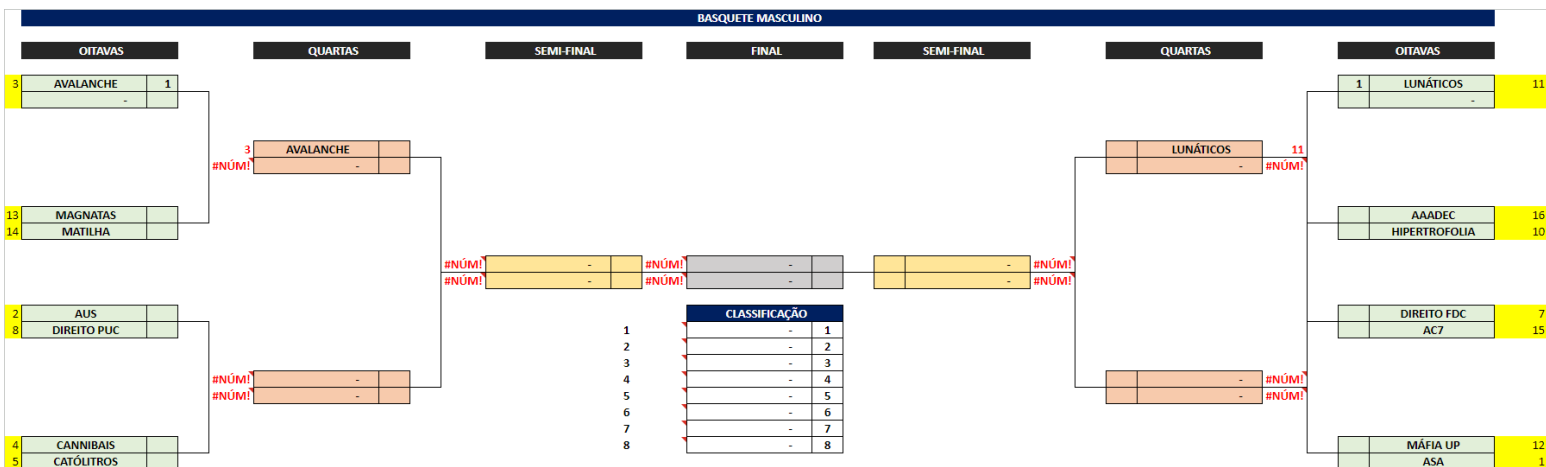 BASQUETE MASCULINO
OITAVAS QUARTAS SEMI-FINAL FINAL SEMI-FINAL QUARTAS OITAVAS
3 AVALANCHE 1 1 LUNÁTICOS 11
- -
3 AVALANCHE LUNÁTICOS 11
#NÚM! - - #NÚM!
13 MAGNATAS AAADEC 16
14 MATILHA HIPERTROFOLIA 10
#NÚM! - #NÚM! - - #NÚM!
#NÚM! - #NÚM! - - #NÚM!
2 AUS CLASSIFICAÇÃO DIREITO FDC 7
8 DIREITO PUC 1 - 1 AC7 15
2 - 2
3 - 3
#NÚM! - 4 - 4 - #NÚM!
#NÚM! - 5 - 5 - #NÚM!
6 - 6
7 - 7
4 CANNIBAIS 8 - 8 MÁFIA UP 12
5 CATÓLITROS ASA 1